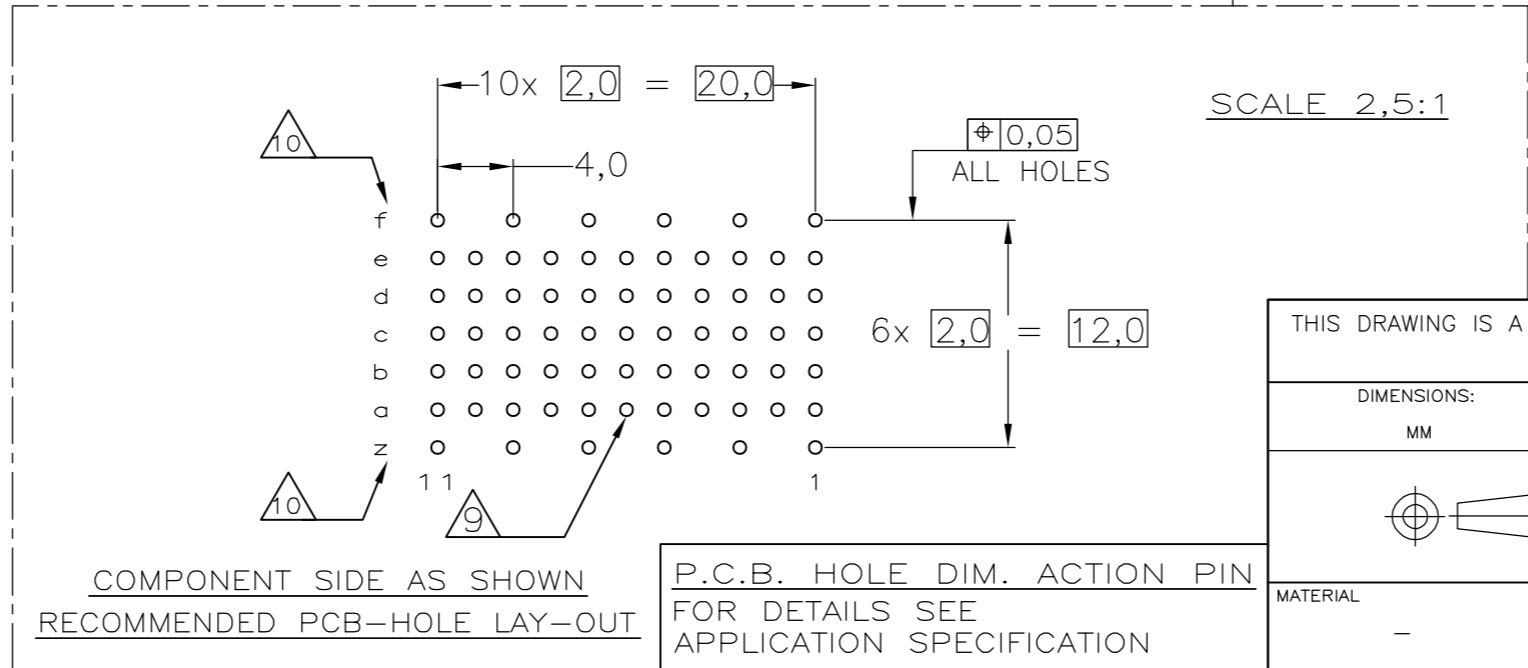 10x 2,0 = 20,0
SCALE 2,5:1
10
4,0
⌖ 0,05
ALL HOLES
f
e
d
c
b
a
z
6x 2,0 = 12,0
11
1
10
9
COMPONENT SIDE AS SHOWN
RECOMMENDED PCB-HOLE LAY-OUT
P.C.B. HOLE DIM. ACTION PIN
FOR DETAILS SEE
APPLICATION SPECIFICATION
THIS DRAWING IS A
DIMENSIONS:
MM
MATERIAL
-